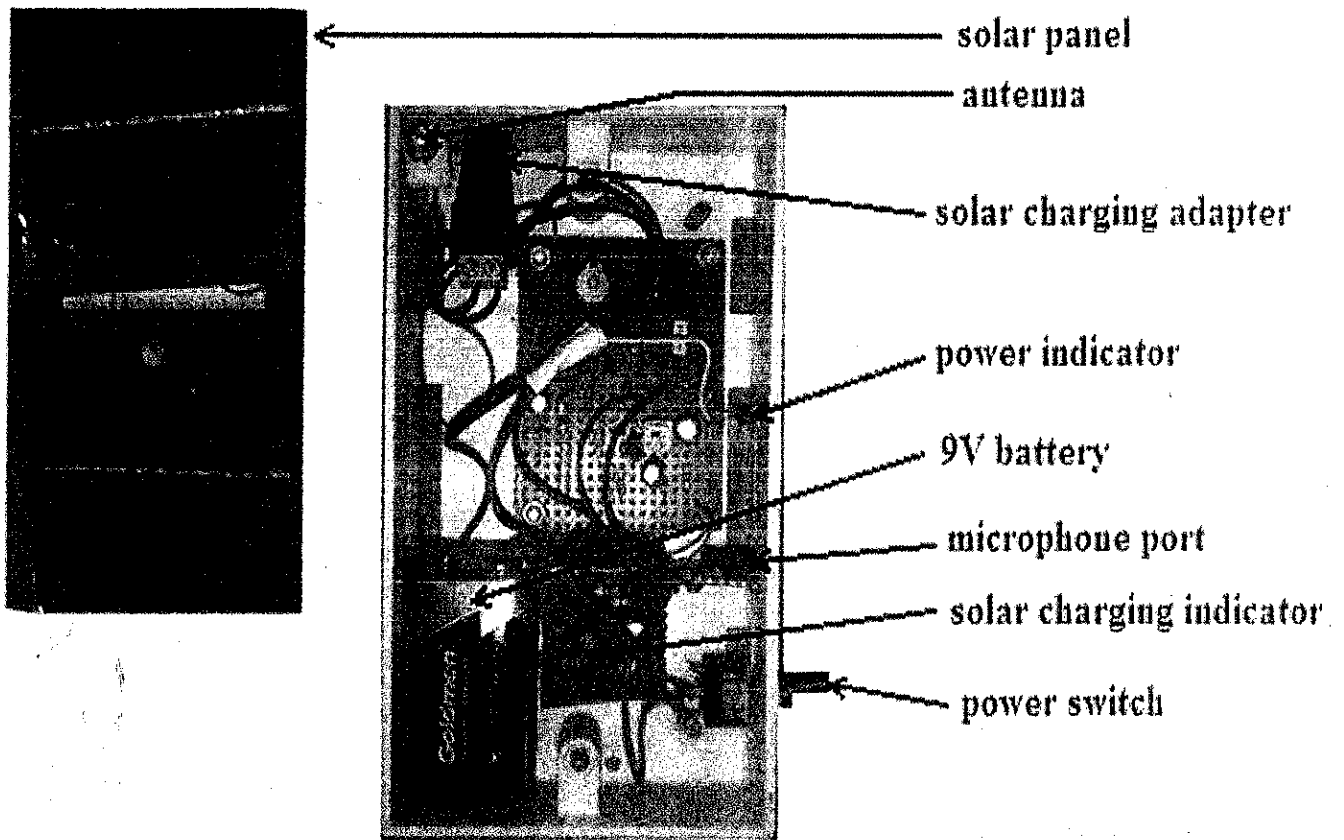 solar panel
antenna
solar charging adapter
power indicator
9V battery
microphone port
solar charging indicator
power switch